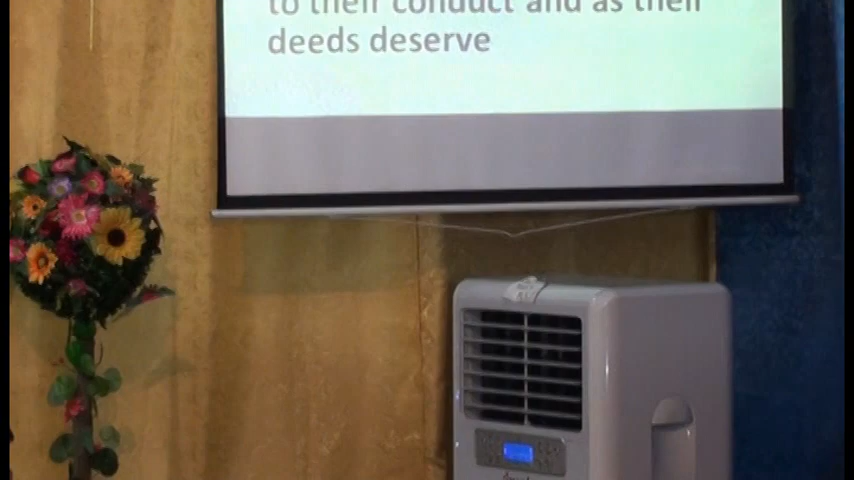 to their conduct and as their
deeds deserve